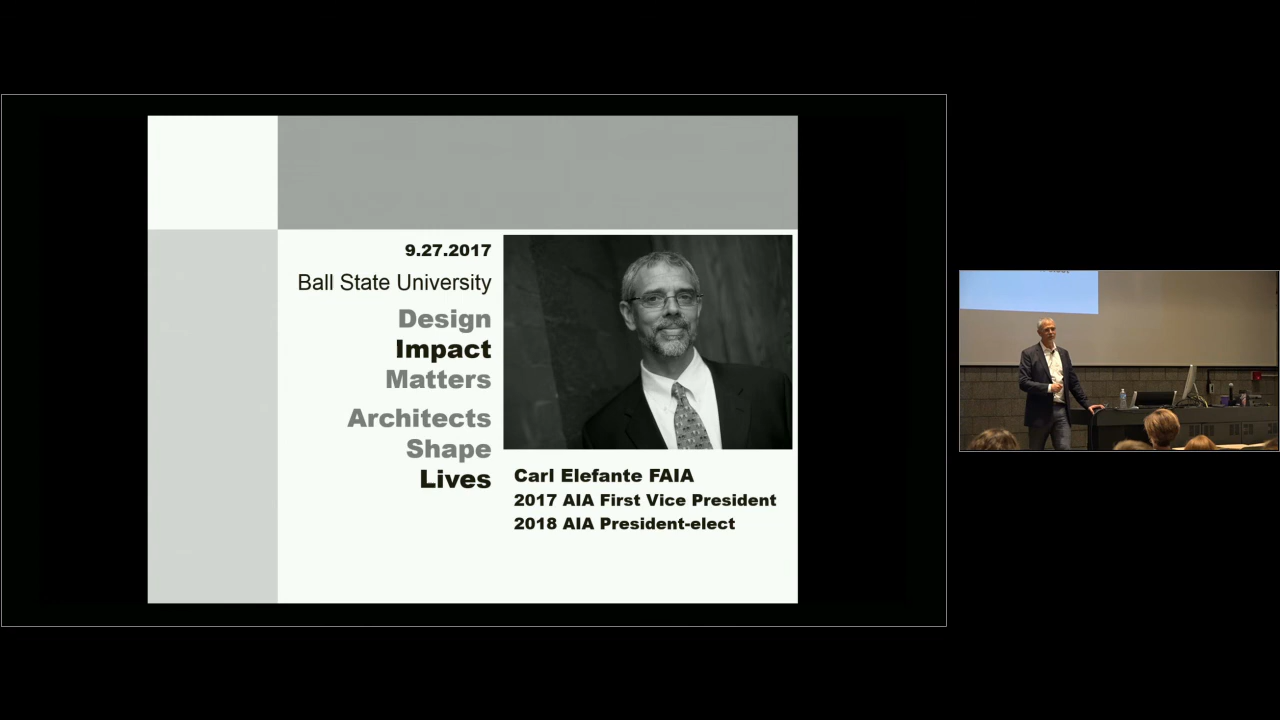 9.27.2017
Ball State University
Design
Impact
Matters
Architects
Shape
Lives
Carl Elefante FAIA
2017 AIA First Vice President
2018 AIA President-elect